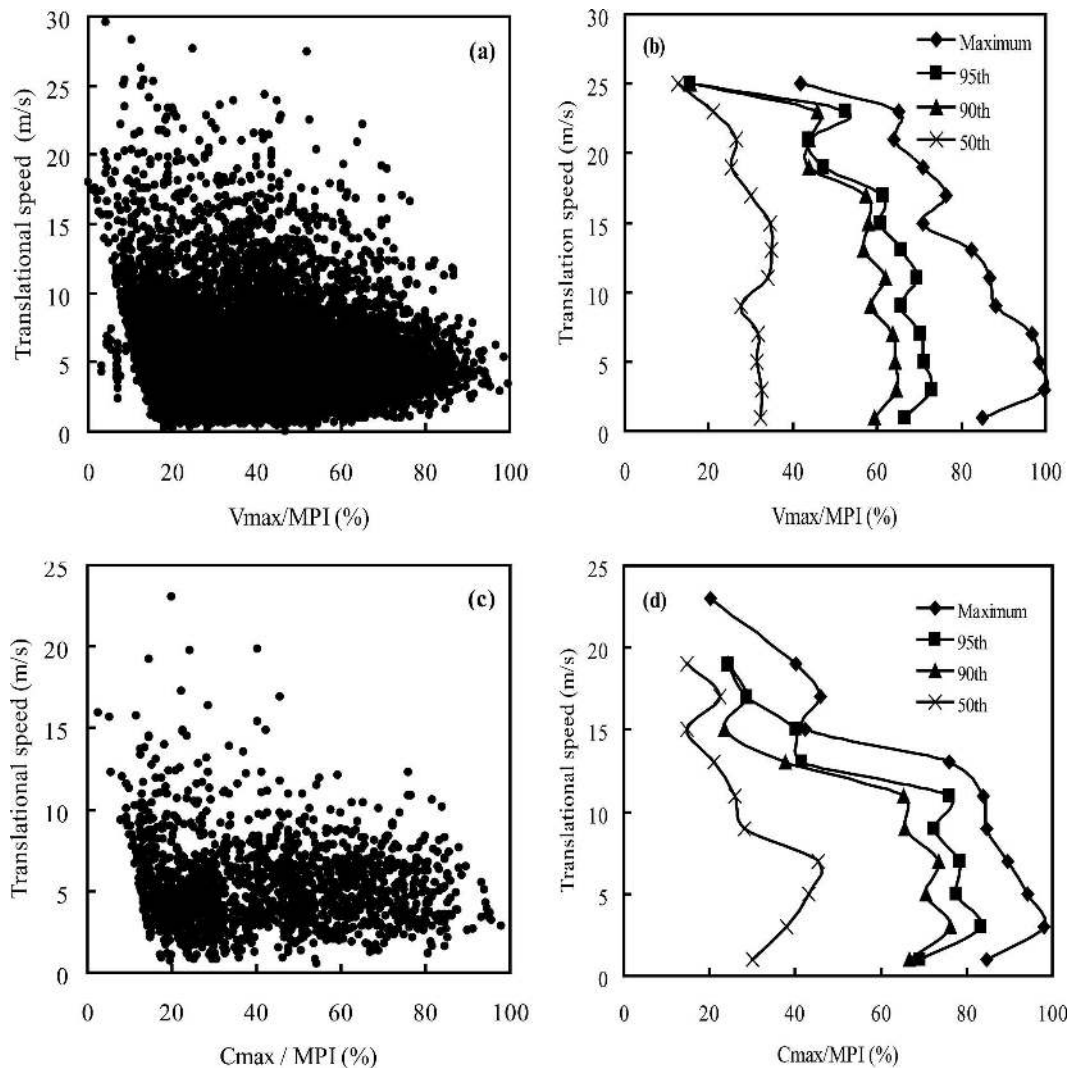 (a)
Translational speed (m/s)
30
25
20
15
10
5
0
0 20 40 60 80 100
Vmax/MPI (%)
(b)
Maximum
95th
90th
50th
Translation speed (m/s)
30
25
20
15
10
5
0
0 20 40 60 80 100
Vmax/MPI (%)
(c)
Translational speed (m/s)
25
20
15
10
5
0
0 20 40 60 80 100
Cmax / MPI (%)
(d)
Maximum
95th
90th
50th
Translational speed (m/s)
25
20
15
10
5
0
0 20 40 60 80 100
Cmax/MPI (%)